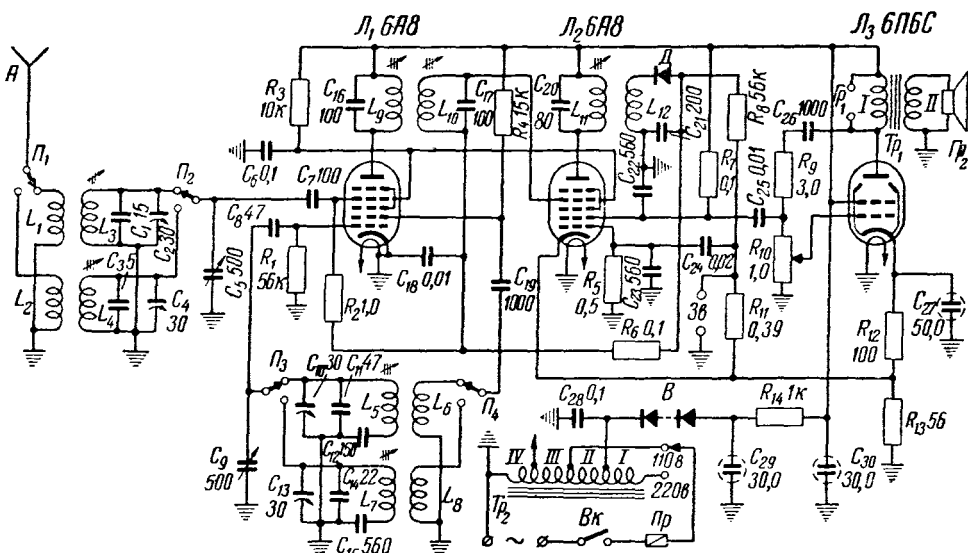 Л₁ 6А8
Л₂ 6А8
Л₃ 6П6С
А
R₃
10к
C₁₆
100
L₉
L₁₀
C₁₇
100
R₄ 15к
C₂₀
80
L₁₁
Д
L₁₂
C₂₁ 200
R₈ 56к
C₂₆ 1000
Гр₁
I
II
Тр₁
Гр₂
П₁
П₂
C₆ 0,1
C₇ 100
C₂₂ 560
R₇
0,1
C₂₅ 0,01
R₉
3,0
L₁
L₃
C₁ 15
C₂ 30
C₈ 47
C₅ 500
R₁
56к
C₁₈ 0,01
C₁₉
1000
R₅
0,5
C₂₃ 560
C₂₄ 0,02
R₁₀
1,0
L₂
L₄
C₃ 5
C₄
30
R₂ 1,0
R₆ 0,1
Зв
R₁₁
0,39
R₁₂
100
C₂₇
50,0
П₃
C₁₀ 30
C₁₁ 47
L₅
L₆
П₄
C₂₈ 0,1
В
R₁₄ 1к
R₁₃ 56
C₉
500
C₁₂ 150
C₁₃
30
C₁₄ 22
L₇
L₈
IV
III
II
I
110в
220в
C₂₉
30,0
C₃₀
30,0
Тр₂
Вк
Пр
C₁₅ 560